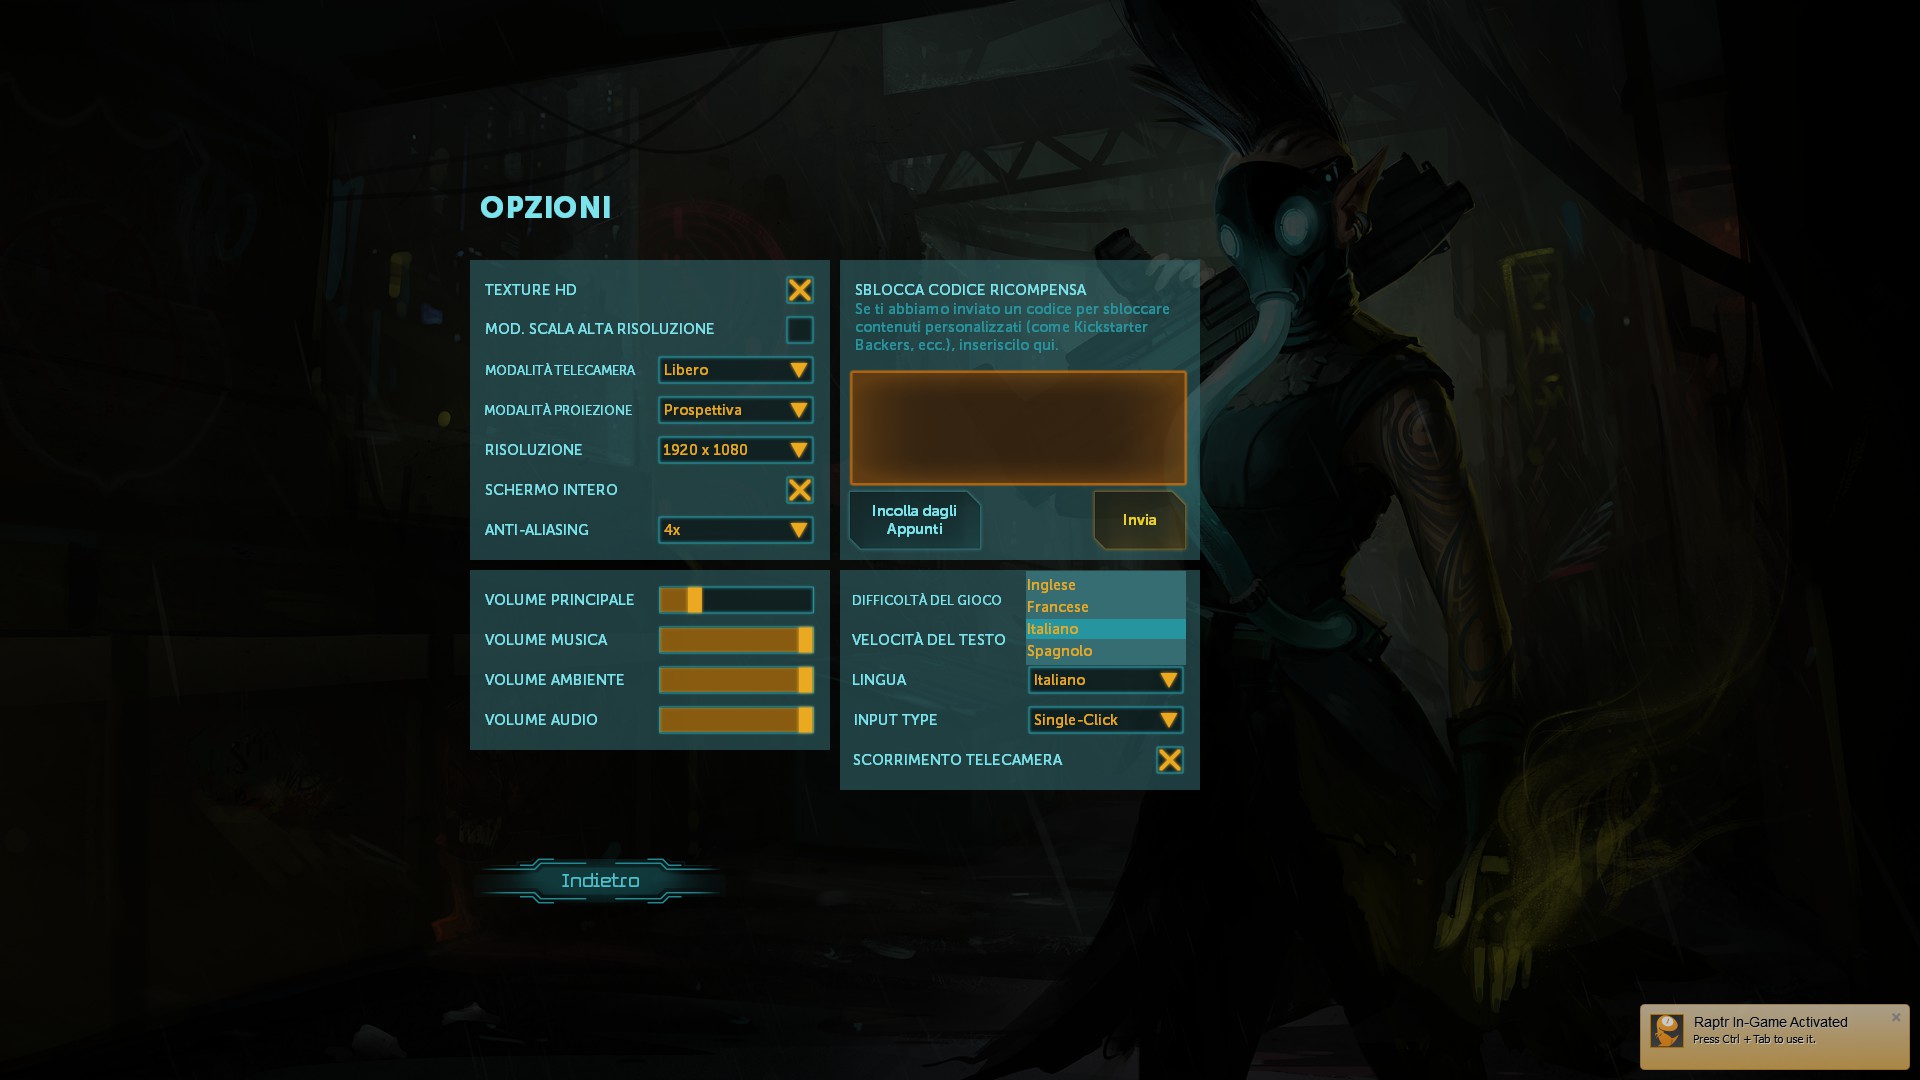 OPZIONI
TEXTURE HD
MOD. SCALA ALTA RISOLUZIONE
MODALITÀ TELECAMERA
Libero
MODALITÀ PROIEZIONE
Prospettiva
RISOLUZIONE
1920 x 1080
SCHERMO INTERO
ANTI-ALIASING
4x
SBLOCCA CODICE RICOMPENSA
Se ti abbiamo inviato un codice per sbloccare
contenuti personalizzati (come Kickstarter
Backers, ecc.), inseriscilo qui.
Incolla dagli
Appunti
Invia
VOLUME PRINCIPALE
VOLUME MUSICA
VOLUME AMBIENTE
VOLUME AUDIO
DIFFICOLTÀ DEL GIOCO
VELOCITÀ DEL TESTO
Inglese
Francese
Italiano
Spagnolo
LINGUA
Italiano
INPUT TYPE
Single-Click
SCORRIMENTO TELECAMERA
Indietro
Raptr In-Game Activated
Press Ctrl + Tab to use it.